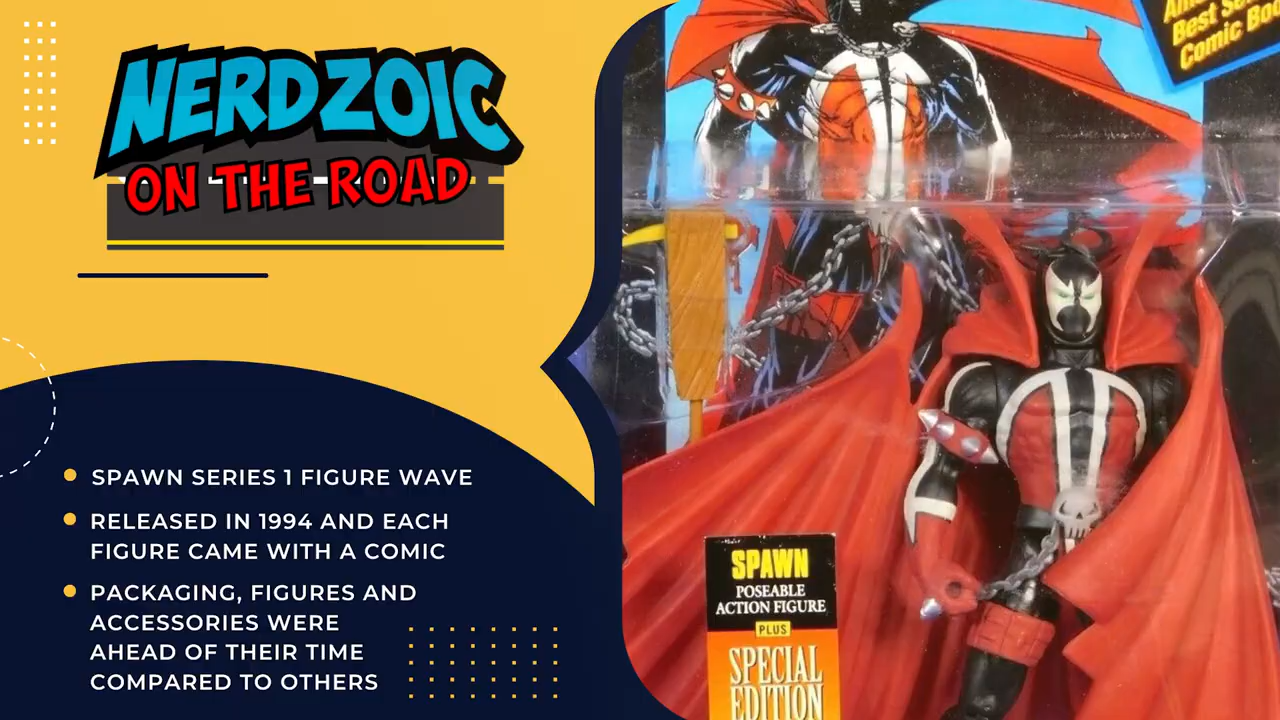 NERDZOIC
ON THE ROAD
SPAWN SERIES 1 FIGURE WAVE
RELEASED IN 1994 AND EACH
FIGURE CAME WITH A COMIC
PACKAGING, FIGURES AND
ACCESSORIES WERE
AHEAD OF THEIR TIME
COMPARED TO OTHERS
Best
Comic
SPAWN
POSEABLE
ACTION FIGURE
PLUS
SPECIAL
EDITION